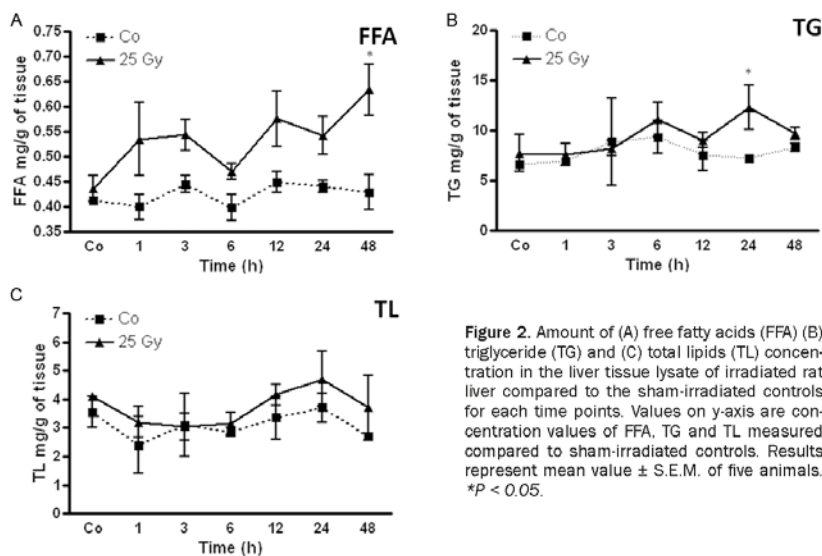 A
FFA
Co
25 Gy
*
0.75
0.70
0.65
0.60
0.55
0.50
0.45
0.40
0.35
FFA mg/g of tissue
Co 1 3 6 12 24 48
Time (h)
B
TG
Co
25 Gy
*
20
15
10
5
0
TG mg/g of tissue
Co 1 3 6 12 24 48
Time (h)
C
TL
Co
25 Gy
7
6
5
4
3
2
1
0
TL mg/g of tissue
Co 1 3 6 12 24 48
Time (h)
Figure 2. Amount of (A) free fatty acids (FFA) (B)
triglyceride (TG) and (C) total lipids (TL) concen-
tration in the liver tissue lysate of irradiated rat
liver compared to the sham-irradiated controls
for each time points. Values on y-axis are con-
centration values of FFA, TG and TL measured
compared to sham-irradiated controls. Results
represent mean value ± S.E.M. of five animals.
*P < 0.05.